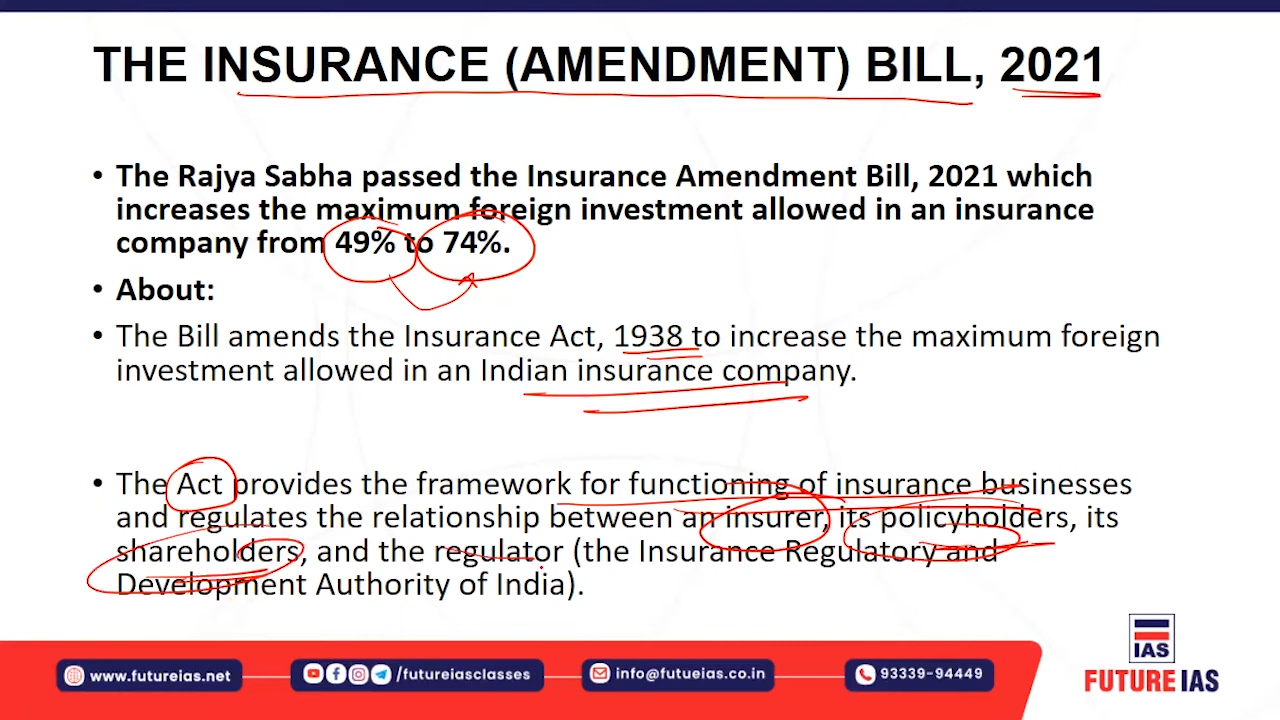 THE INSURANCE (AMENDMENT) BILL, 2021
• The Rajya Sabha passed the Insurance Amendment Bill, 2021 which
increases the maximum foreign investment allowed in an insurance
company from 49% to 74%.
• About:
• The Bill amends the Insurance Act, 1938 to increase the maximum foreign
investment allowed in an Indian insurance company.
• The Act provides the framework for functioning of insurance businesses
and regulates the relationship between an insurer, its policyholders, its
shareholders, and the regulator (the Insurance Regulatory and
Development Authority of India).
www.futureias.net
/futureiasclasses
info@futueias.co.in
93339-94449
IAS
FUTURE IAS